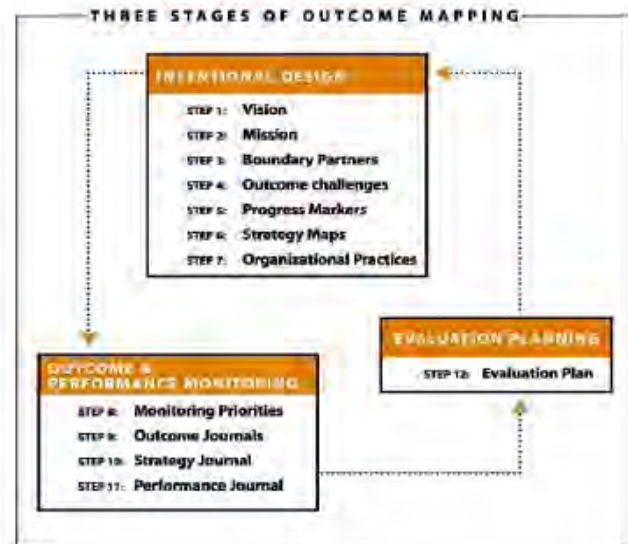 THREE STAGES OF OUTCOME MAPPING
INTENTIONAL DESIGN
STEP 1: Vision
STEP 2: Mission
STEP 3: Boundary Partners
STEP 4: Outcome challenges
STEP 5: Progress Markers
STEP 6: Strategy Maps
STEP 7: Organizational Practices
EVALUATION PLANNING
STEP 12: Evaluation Plan
OUTCOME &
PERFORMANCE MONITORING
STEP 8: Monitoring Priorities
STEP 9: Outcome Journals
STEP 10: Strategy Journal
STEP 11: Performance Journal